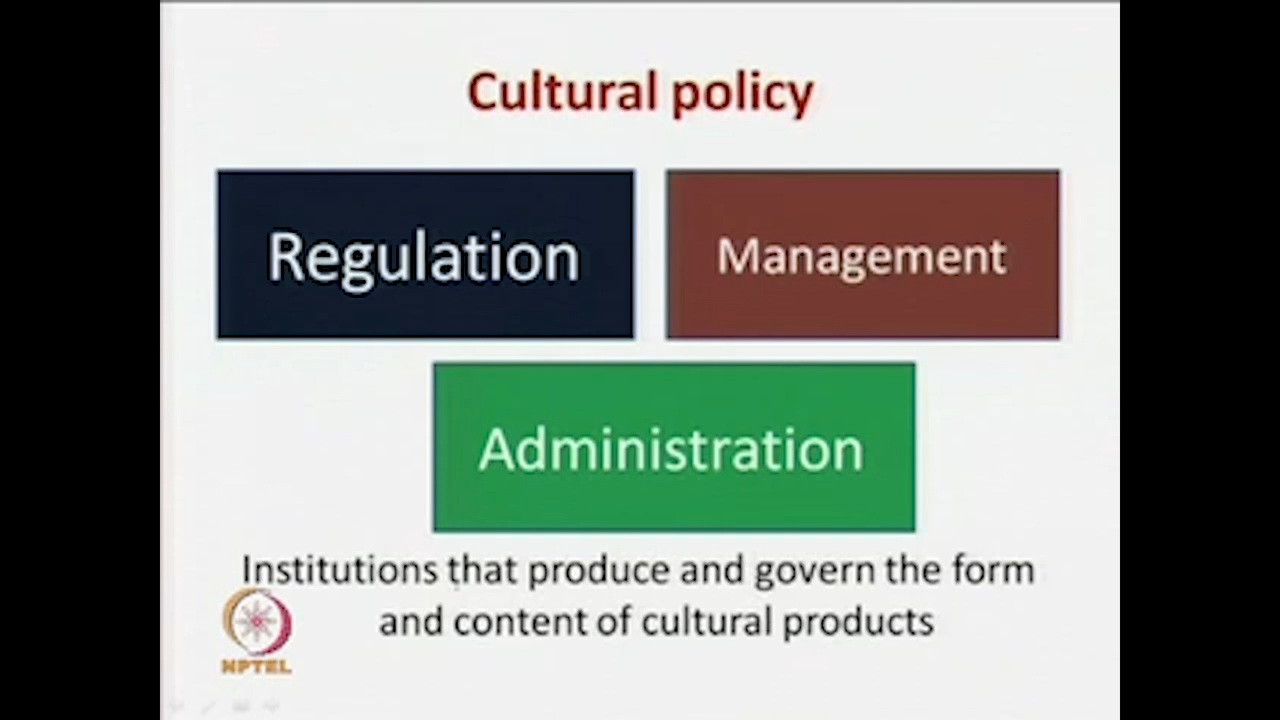 Cultural policy
Regulation
Management
Administration
Institutions that produce and govern the form
and content of cultural products
NPTEL